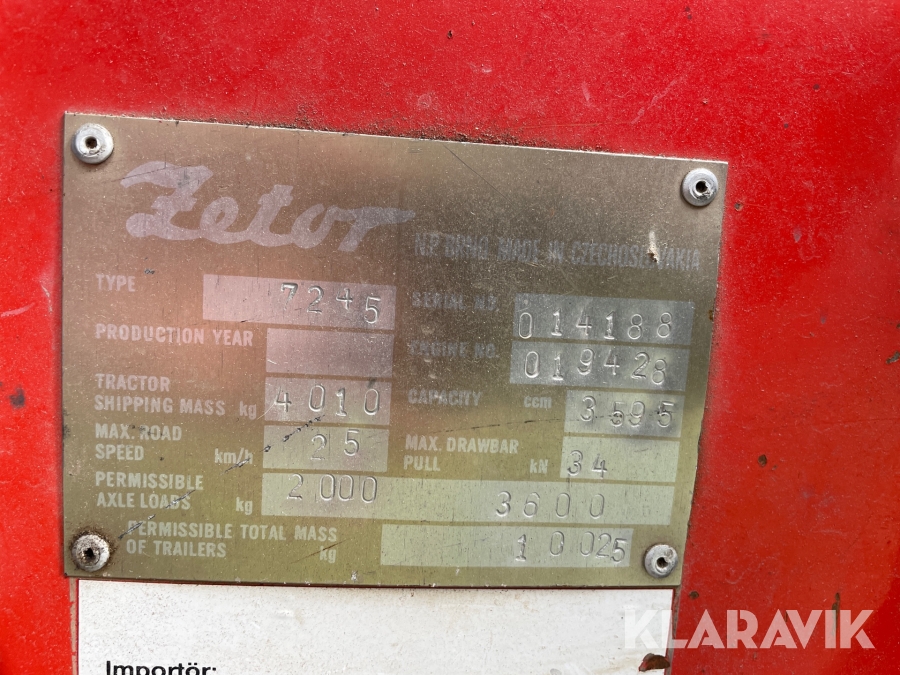 Zetor
N.P. BRNO MADE IN CZECHOSLOVAKIA
TYPE 7245
SERIAL NO. 014188
PRODUCTION YEAR
ENGINE NO. 019428
TRACTOR SHIPPING MASS kg 4010
CAPACITY ccm 3595
MAX. ROAD SPEED km/h 25
MAX. DRAWBAR PULL kN 34
PERMISSIBLE AXLE LOADS kg 2000 3600
PERMISSIBLE TOTAL MASS OF TRAILERS kg 10025
Importör:
KLARAVIK